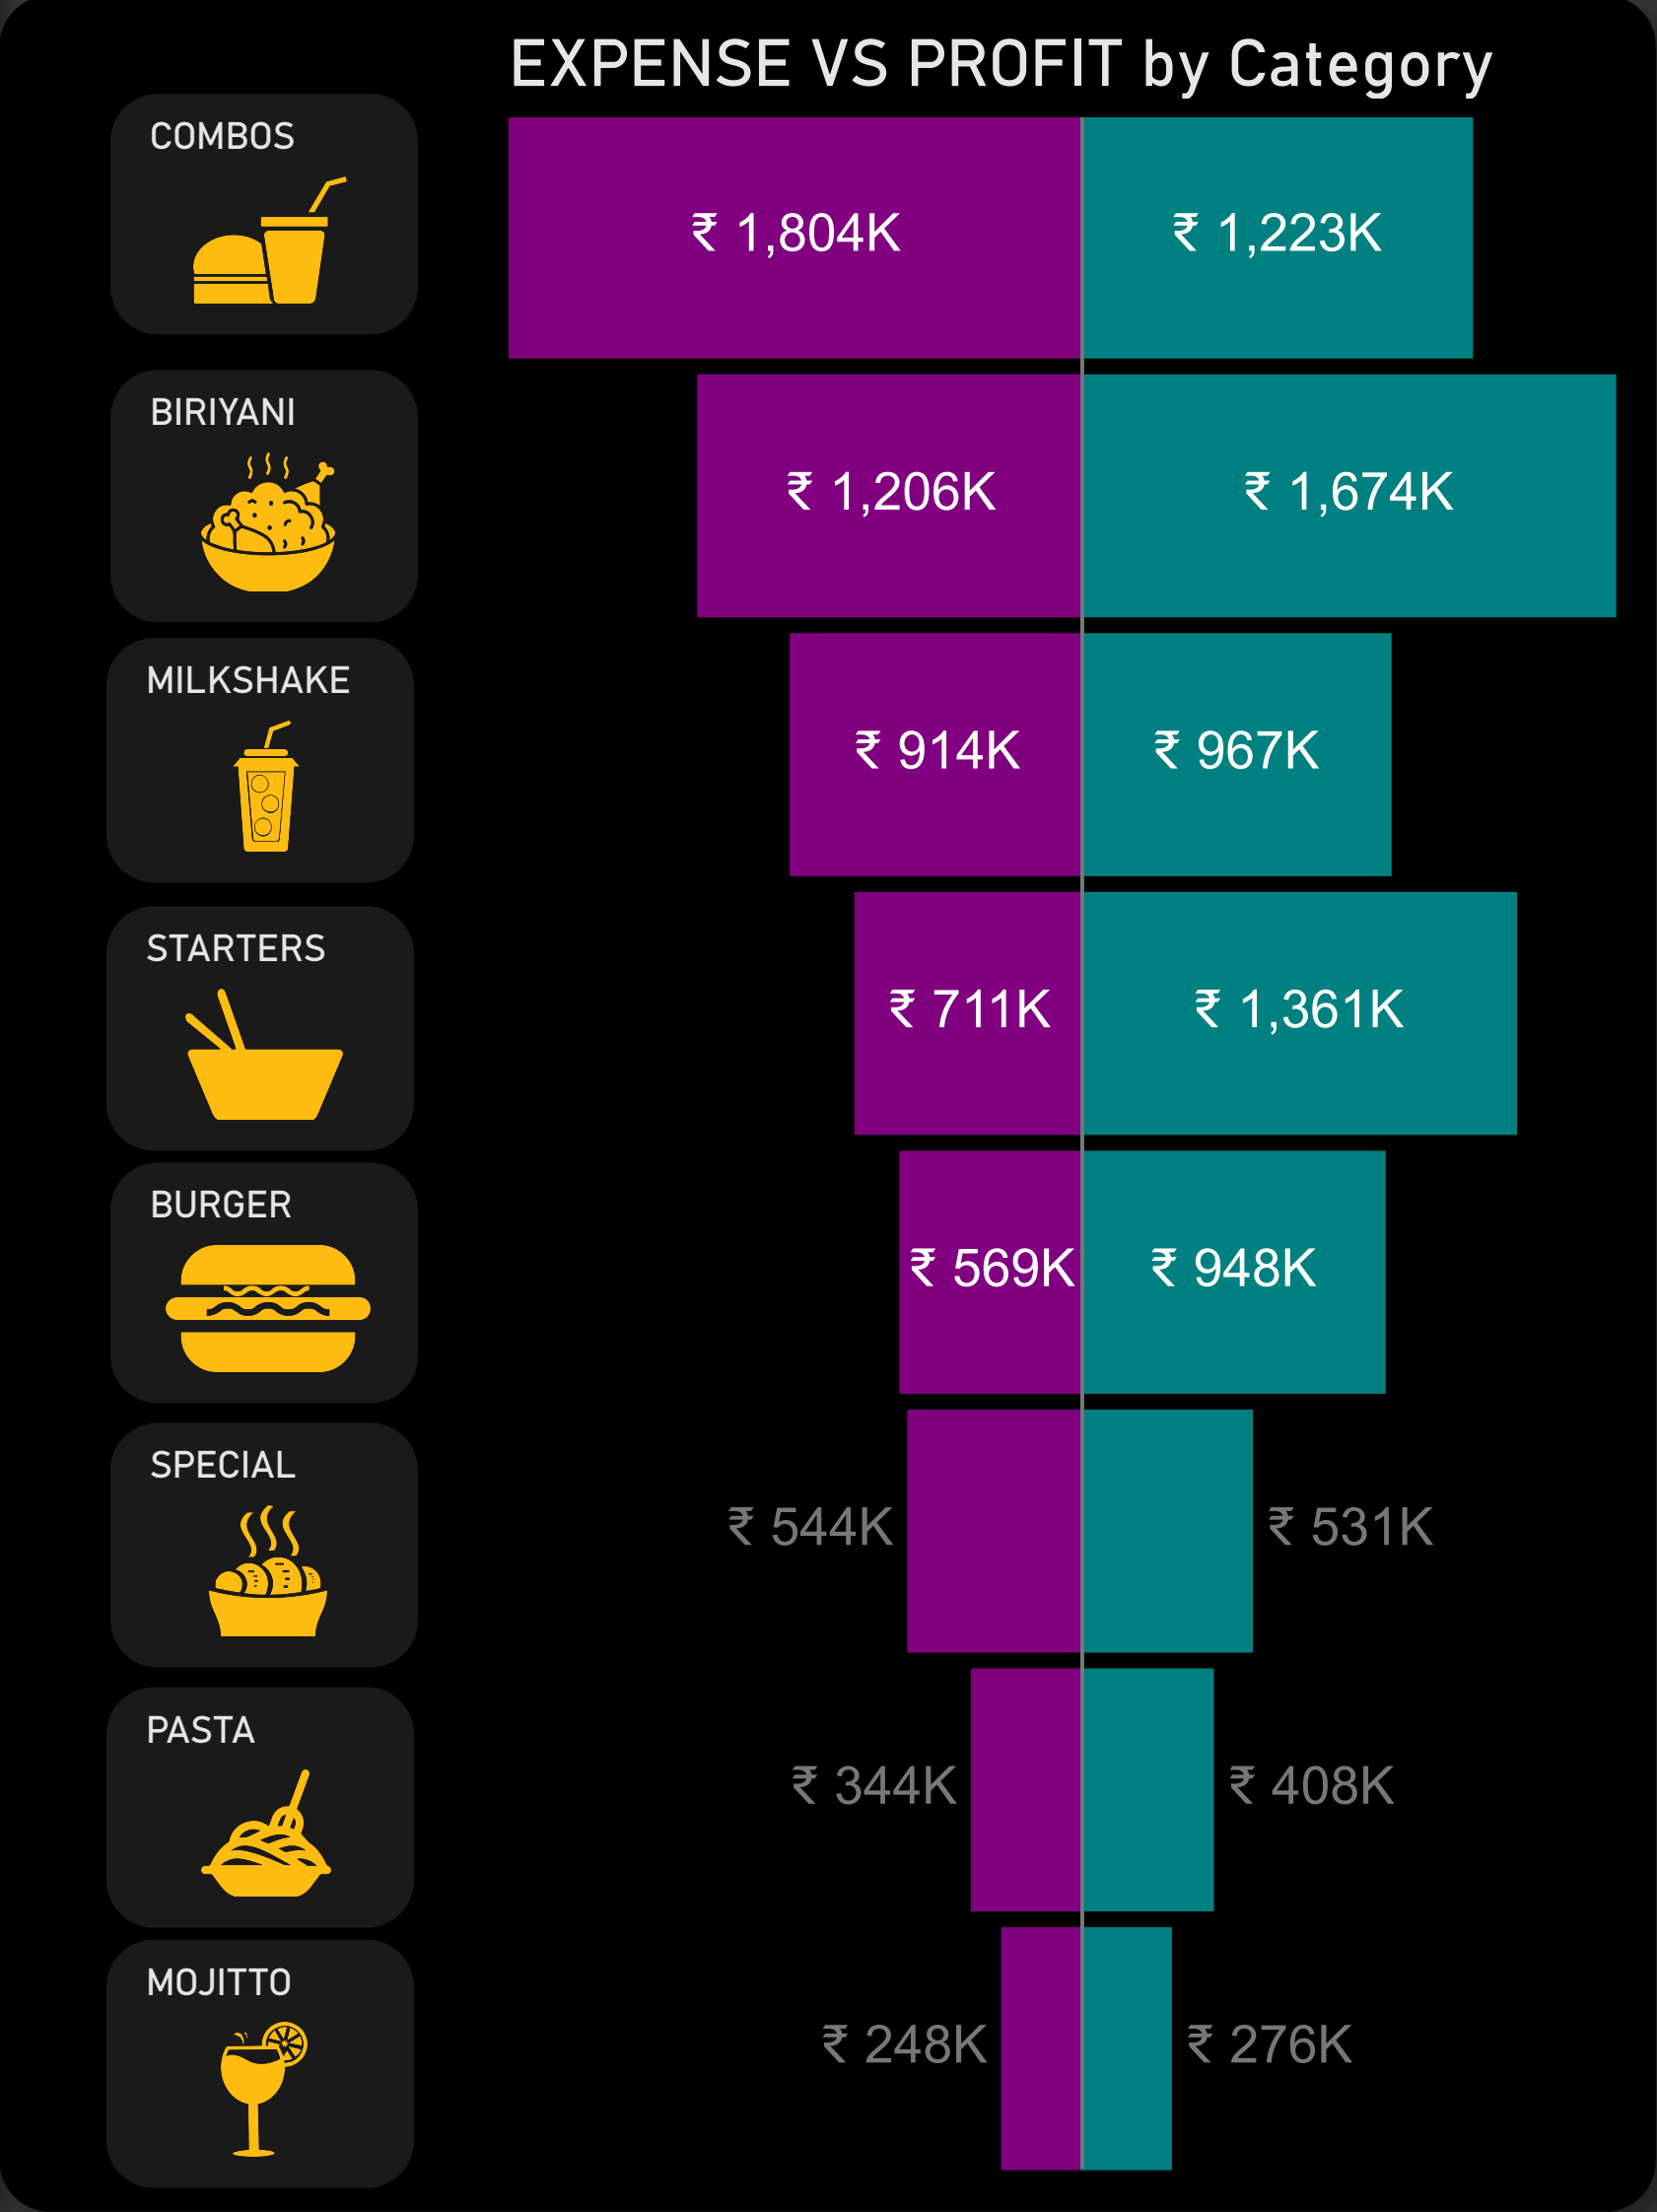 EXPENSE VS PROFIT by Category
COMBOS
₹ 1,804K ₹ 1,223K
BIRIYANI
₹ 1,206K ₹ 1,674K
MILKSHAKE
₹ 914K ₹ 967K
STARTERS
₹ 711K ₹ 1,361K
BURGER
₹ 569K ₹ 948K
SPECIAL
₹ 544K ₹ 531K
PASTA
₹ 344K ₹ 408K
MOJITTO
₹ 248K ₹ 276K